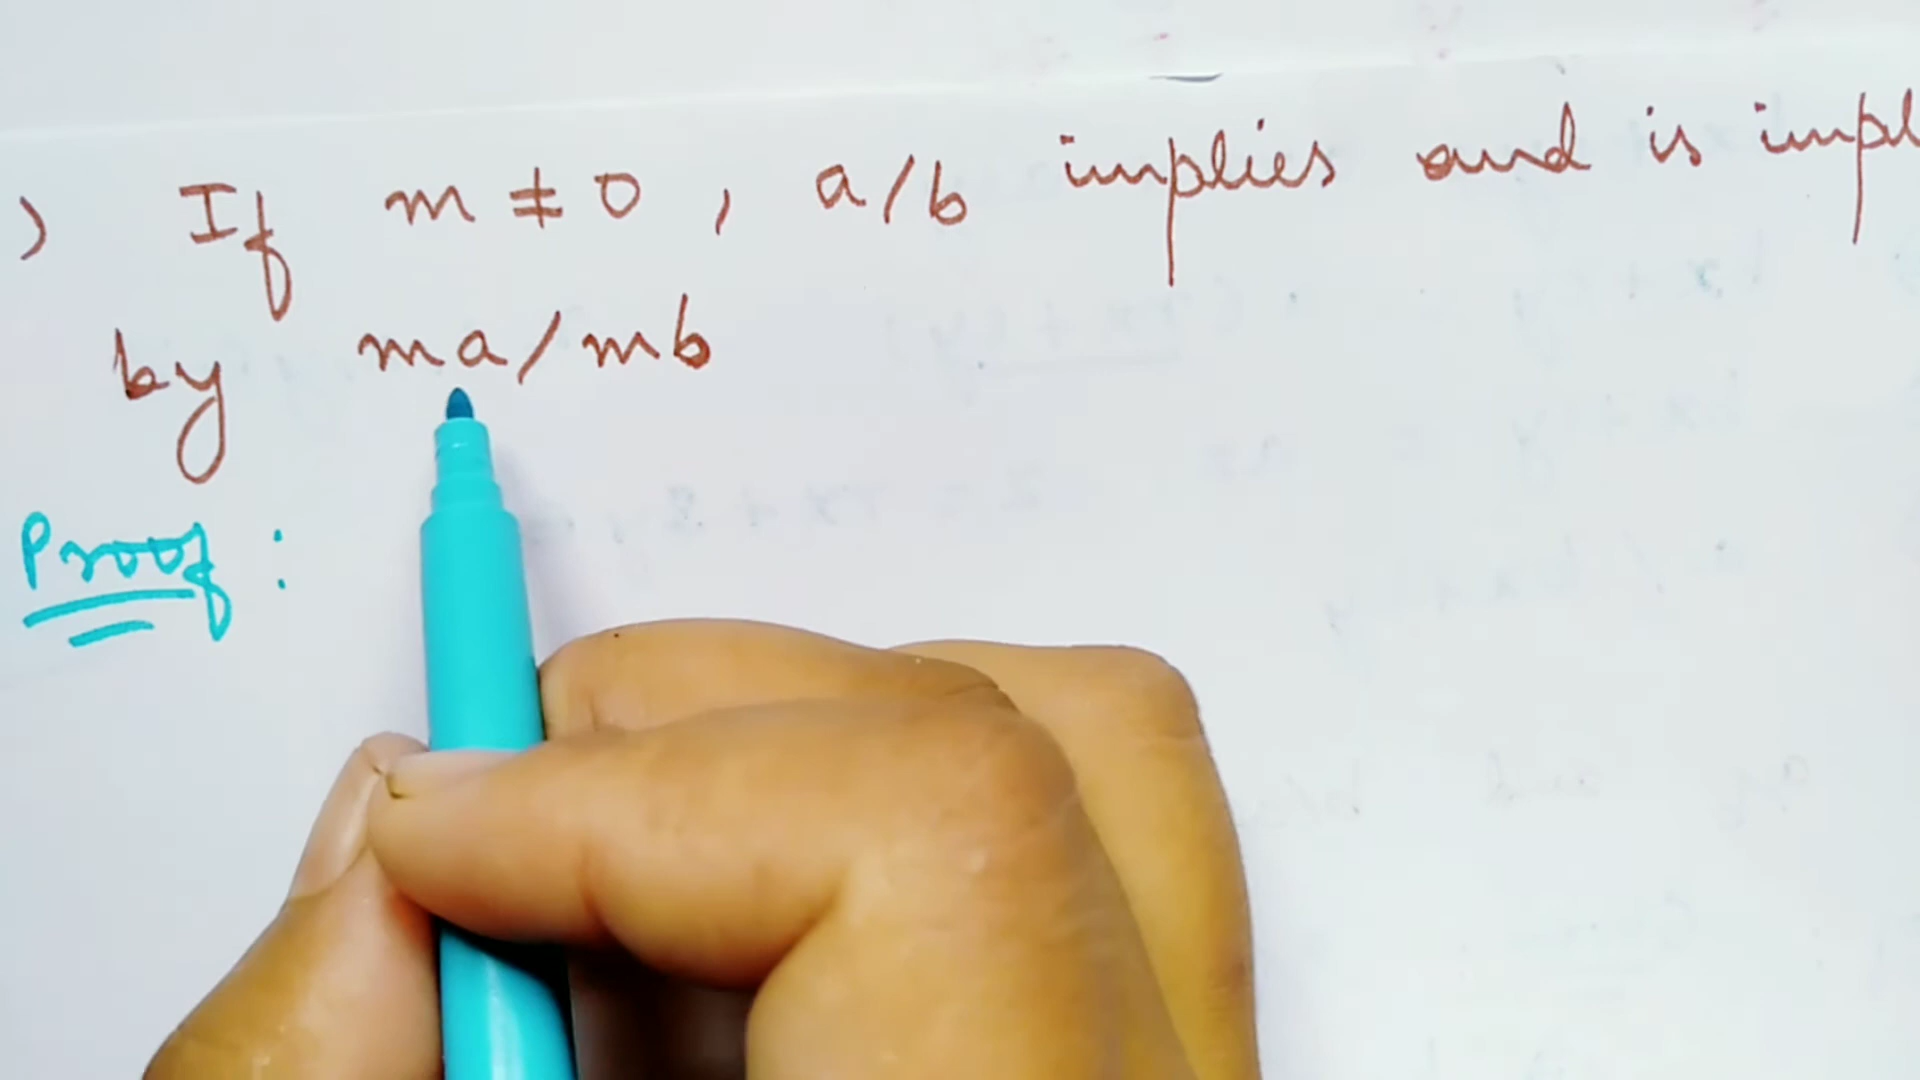 ) If m ≠ 0 , a/b implies and is impl
by ma/mb
Proof :